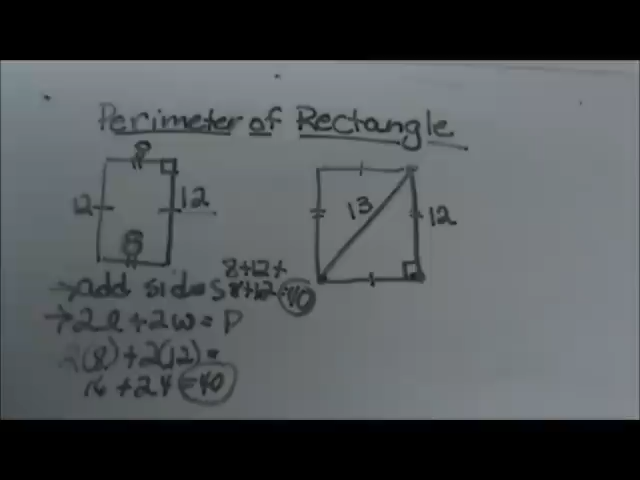 Perimeter of Rectangle
8
12
12
8
13
12
→ add sides 8+12+
8+12=40
→ 2l + 2w = P
2(8) + 2(12) =
16 + 24 = 40